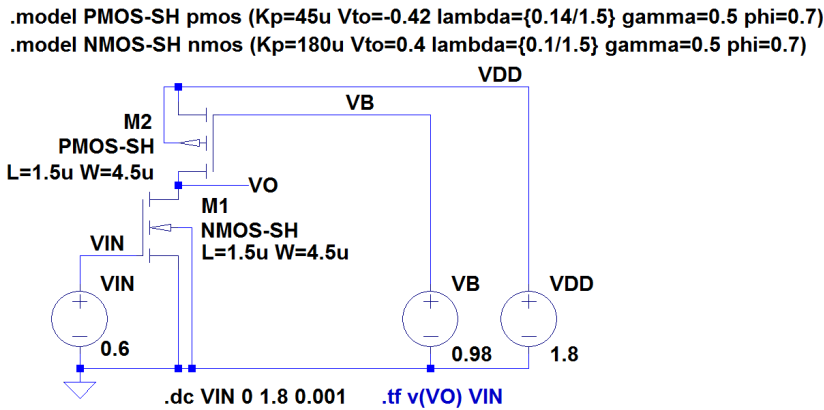 .model PMOS-SH pmos (Kp=45u Vto=-0.42 lambda={0.14/1.5} gamma=0.5 phi=0.7)
.model NMOS-SH nmos (Kp=180u Vto=0.4 lambda={0.1/1.5} gamma=0.5 phi=0.7)
VDD
VB
M2
PMOS-SH
L=1.5u W=4.5u
VO
M1
NMOS-SH
L=1.5u W=4.5u
VIN
VIN
0.6
VB
0.98
VDD
1.8
.dc VIN 0 1.8 0.001
.tf v(VO) VIN